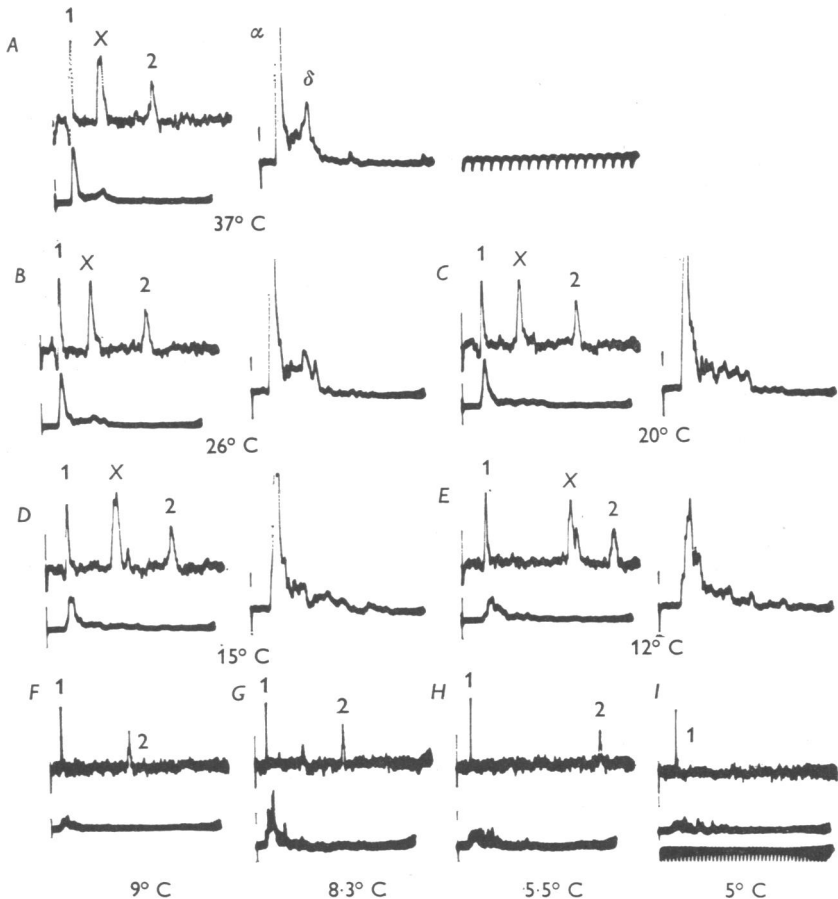 1
A X 2 α δ
37° C
B 1 X 2 C 1 X 2
26° C 20° C
D 1 X 2 E 1 X 2
15° C 12° C
F 1 2 G 1 2 H 1 2 I 1
9° C 8·3° C 5·5° C 5° C